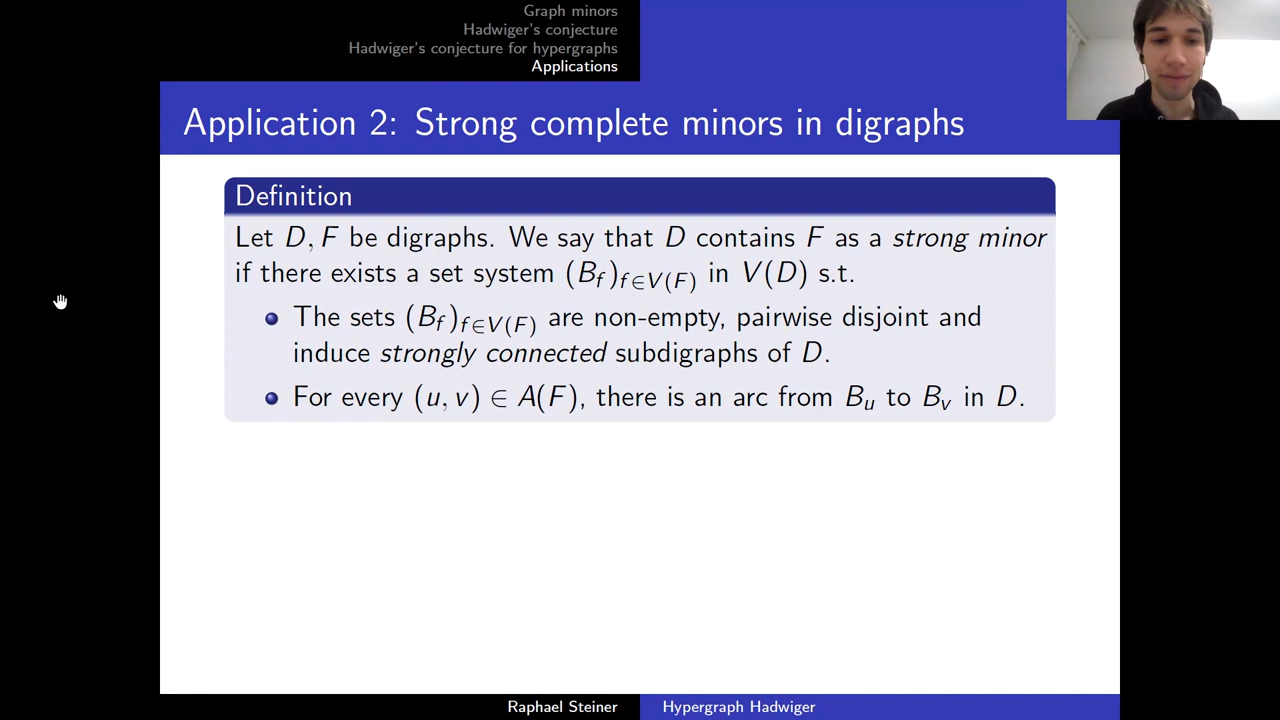 Graph minors
Hadwiger's conjecture
Hadwiger's conjecture for hypergraphs
Applications
Application 2: Strong complete minors in digraphs
Definition
Let D, F be digraphs. We say that D contains F as a strong minor
if there exists a set system (B_f)_{f∈V(F)} in V(D) s.t.
The sets (B_f)_{f∈V(F)} are non-empty, pairwise disjoint and
induce strongly connected subdigraphs of D.
For every (u, v) ∈ A(F), there is an arc from B_u to B_v in D.
Raphael Steiner
Hypergraph Hadwiger